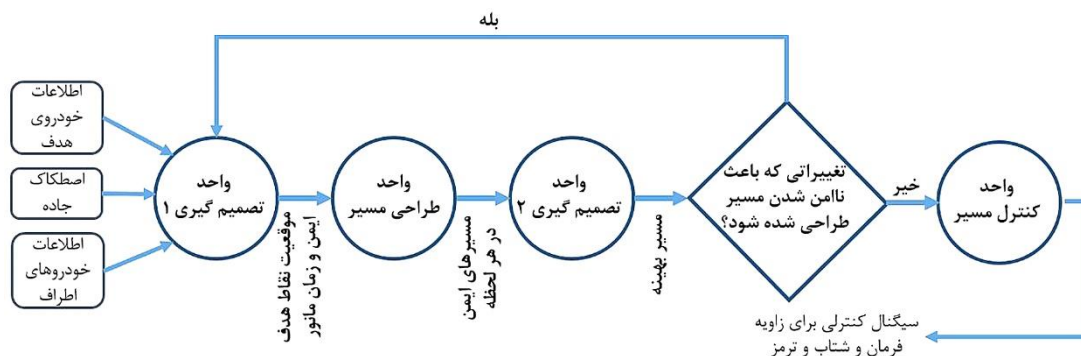 بله
اطلاعات
خودروی
هدف
اصطکاک
جاده
اطلاعات
خودروهای
اطراف
واحد
تصمیم گیری ۱
موقعیت نقاط هدف
ایمن و زمان مانور
واحد
طراحی مسیر
مسیرهای ایمن
در هر لحظه
واحد
تصمیم گیری ۲
مسیر بهینه
تغییراتی که باعث
ناامن شدن مسیر
طراحی شده شود؟
خیر
واحد
کنترل مسیر
سیگنال کنترلی برای زاویه
فرمان و شتاب و ترمز